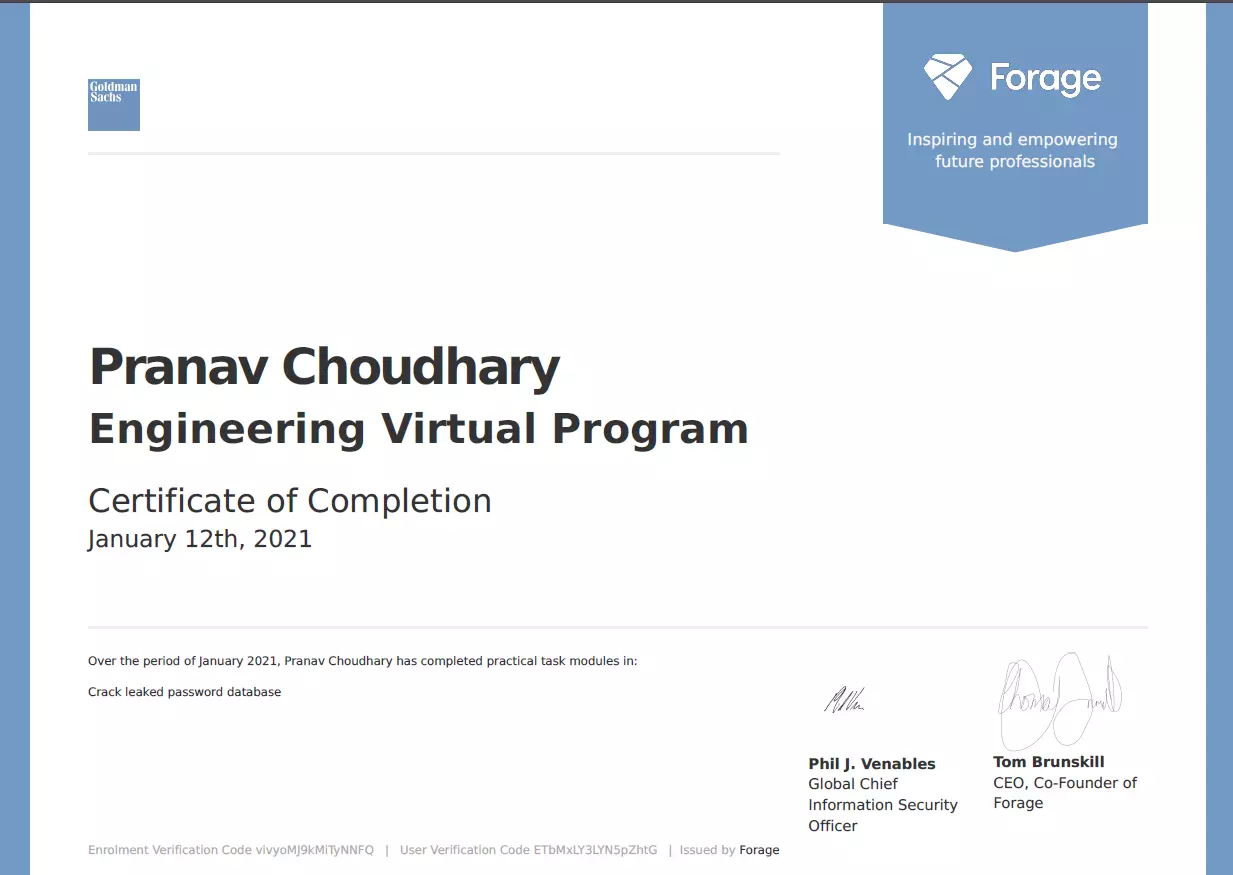 Goldman
Sachs
Forage
Inspiring and empowering
future professionals
Pranav Choudhary
Engineering Virtual Program
Certificate of Completion
January 12th, 2021
Over the period of January 2021, Pranav Choudhary has completed practical task modules in:
Crack leaked password database
Phil J. Venables
Global Chief
Information Security
Officer
Tom Brunskill
CEO, Co-Founder of
Forage
Enrolment Verification Code vivyoMJ9kMiTyNNFQ | User Verification Code ETbMxLY3LYN5pZhtG | Issued by Forage